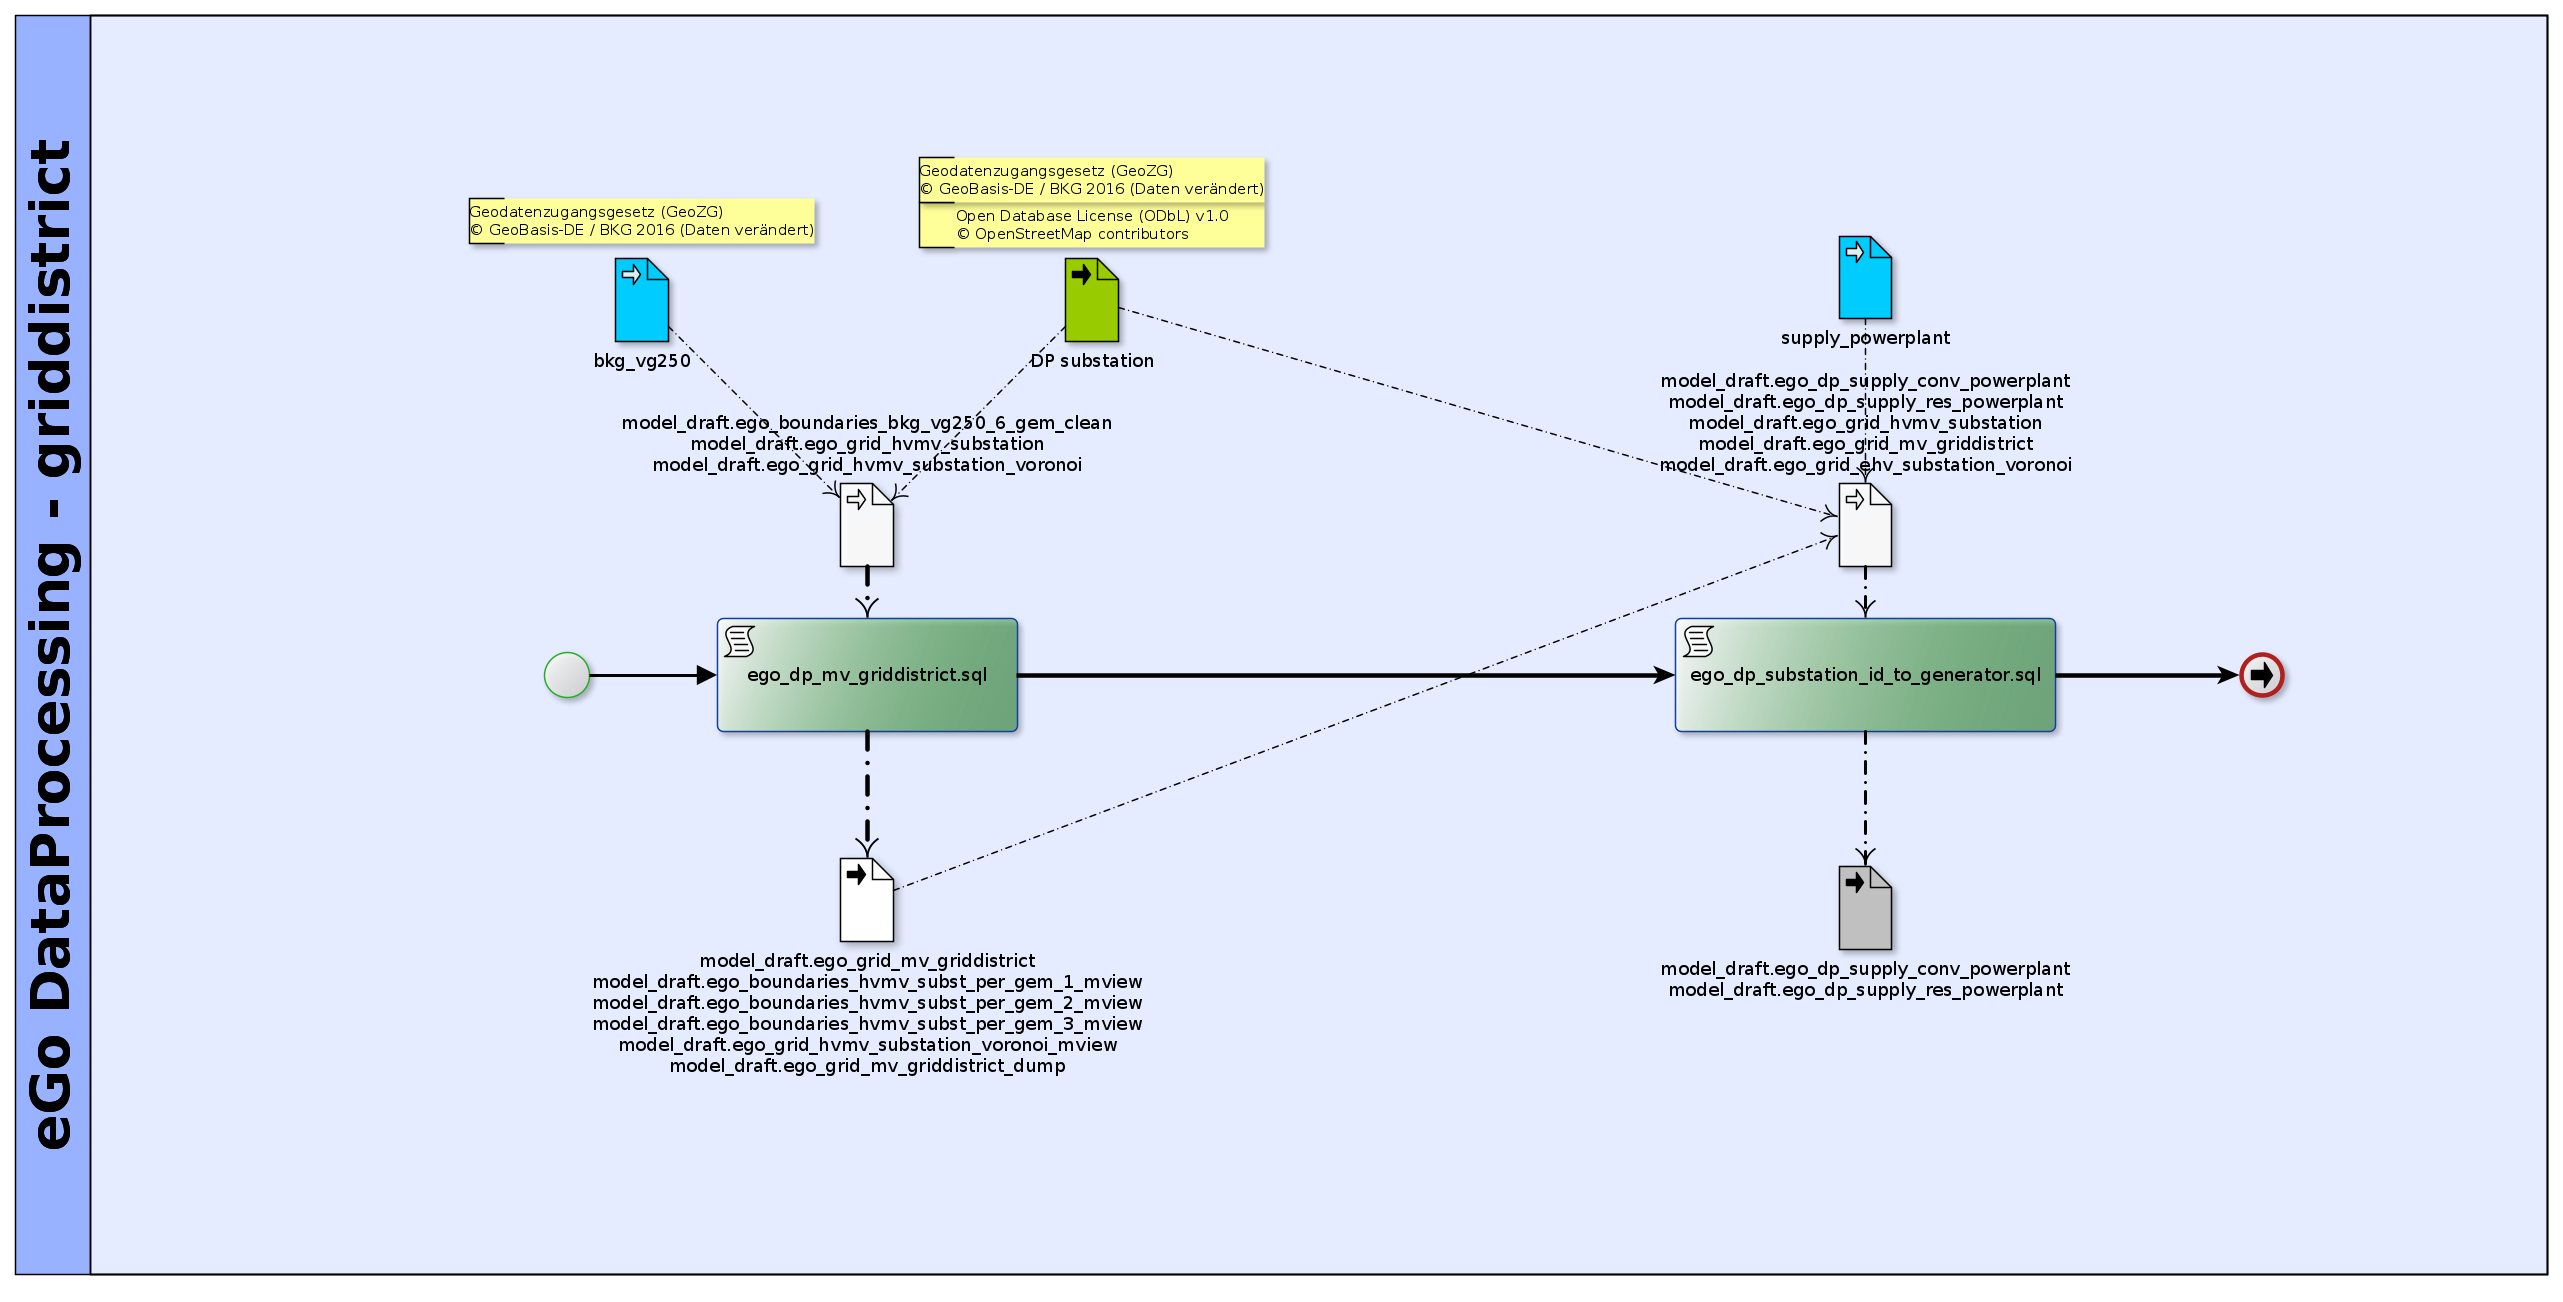 eGo DataProcessing - griddistrict
Geodatenzugangsgesetz (GeoZG)
© GeoBasis-DE / BKG 2016 (Daten verändert)
Geodatenzugangsgesetz (GeoZG)
© GeoBasis-DE / BKG 2016 (Daten verändert)
Open Database License (ODbL) v1.0
© OpenStreetMap contributors
bkg_vg250
DP substation
supply_powerplant
model_draft.ego_boundaries_bkg_vg250_6_gem_clean
model_draft.ego_grid_hvmv_substation
model_draft.ego_grid_hvmv_substation_voronoi
model_draft.ego_dp_supply_conv_powerplant
model_draft.ego_dp_supply_res_powerplant
model_draft.ego_grid_hvmv_substation
model_draft.ego_grid_mv_griddistrict
model_draft.ego_grid_ehv_substation_voronoi
ego_dp_mv_griddistrict.sql
ego_dp_substation_id_to_generator.sql
model_draft.ego_grid_mv_griddistrict
model_draft.ego_boundaries_hvmv_subst_per_gem_1_mview
model_draft.ego_boundaries_hvmv_subst_per_gem_2_mview
model_draft.ego_boundaries_hvmv_subst_per_gem_3_mview
model_draft.ego_grid_hvmv_substation_voronoi_mview
model_draft.ego_grid_mv_griddistrict_dump
model_draft.ego_dp_supply_conv_powerplant
model_draft.ego_dp_supply_res_powerplant